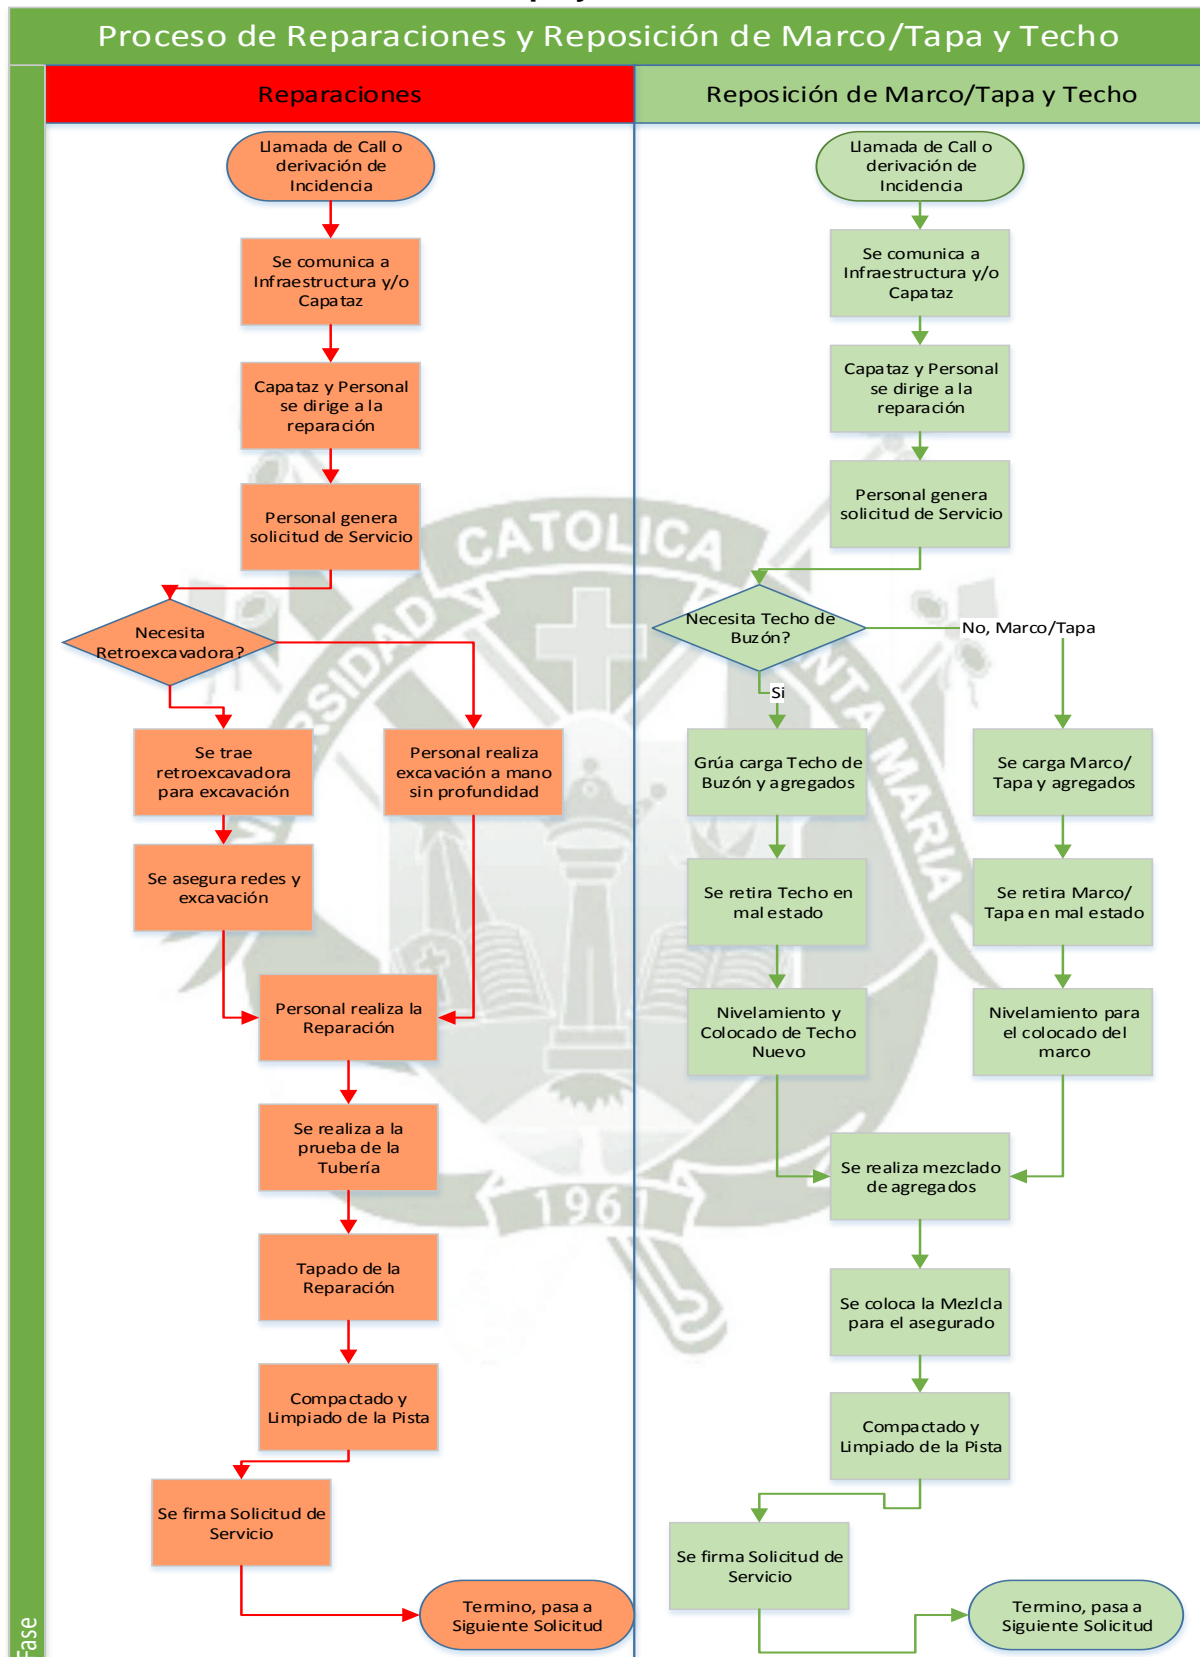 Proceso de Reparaciones y Reposición de Marco/Tapa y Techo
Reparaciones
Llamada de Call o
derivación de
Incidencia
Se comunica a
Infraestructura y/o
Capataz
Capataz y Personal
se dirige a la
reparación
Personal genera
solicitud de Servicio
Necesita
Retroexcavadora?
Se trae
retroexcavadora
para excavación
Personal realiza
excavación a mano
sin profundidad
Se asegura redes y
excavación
Personal realiza la
Reparación
Se realiza a la
prueba de la
Tubería
Tapado de la
Reparación
Compactado y
Limpiado de la Pista
Se firma Solicitud de
Servicio
Termino, pasa a
Siguiente Solicitud
Reposición de Marco/Tapa y Techo
Llamada de Call o
derivación de
Incidencia
Se comunica a
Infraestructura y/o
Capataz
Capataz y Personal
se dirige a la
reparación
Personal genera
solicitud de Servicio
Necesita Techo de
Buzón?
No, Marco/Tapa
Si
Grúa carga Techo de
Buzón y agregados
Se carga Marco/
Tapa y agregados
Se retira Techo en
mal estado
Se retira Marco/
Tapa en mal estado
Nivelamiento y
Colocado de Techo
Nuevo
Nivelamiento para
el colocado del
marco
Se realiza mezclado
de agregados
Se coloca la Mezlcla
para el asegurado
Compactado y
Limpiado de la Pista
Se firma Solicitud de
Servicio
Termino, pasa a
Siguiente Solicitud
Fase
CATOLICA
MARIA
1961